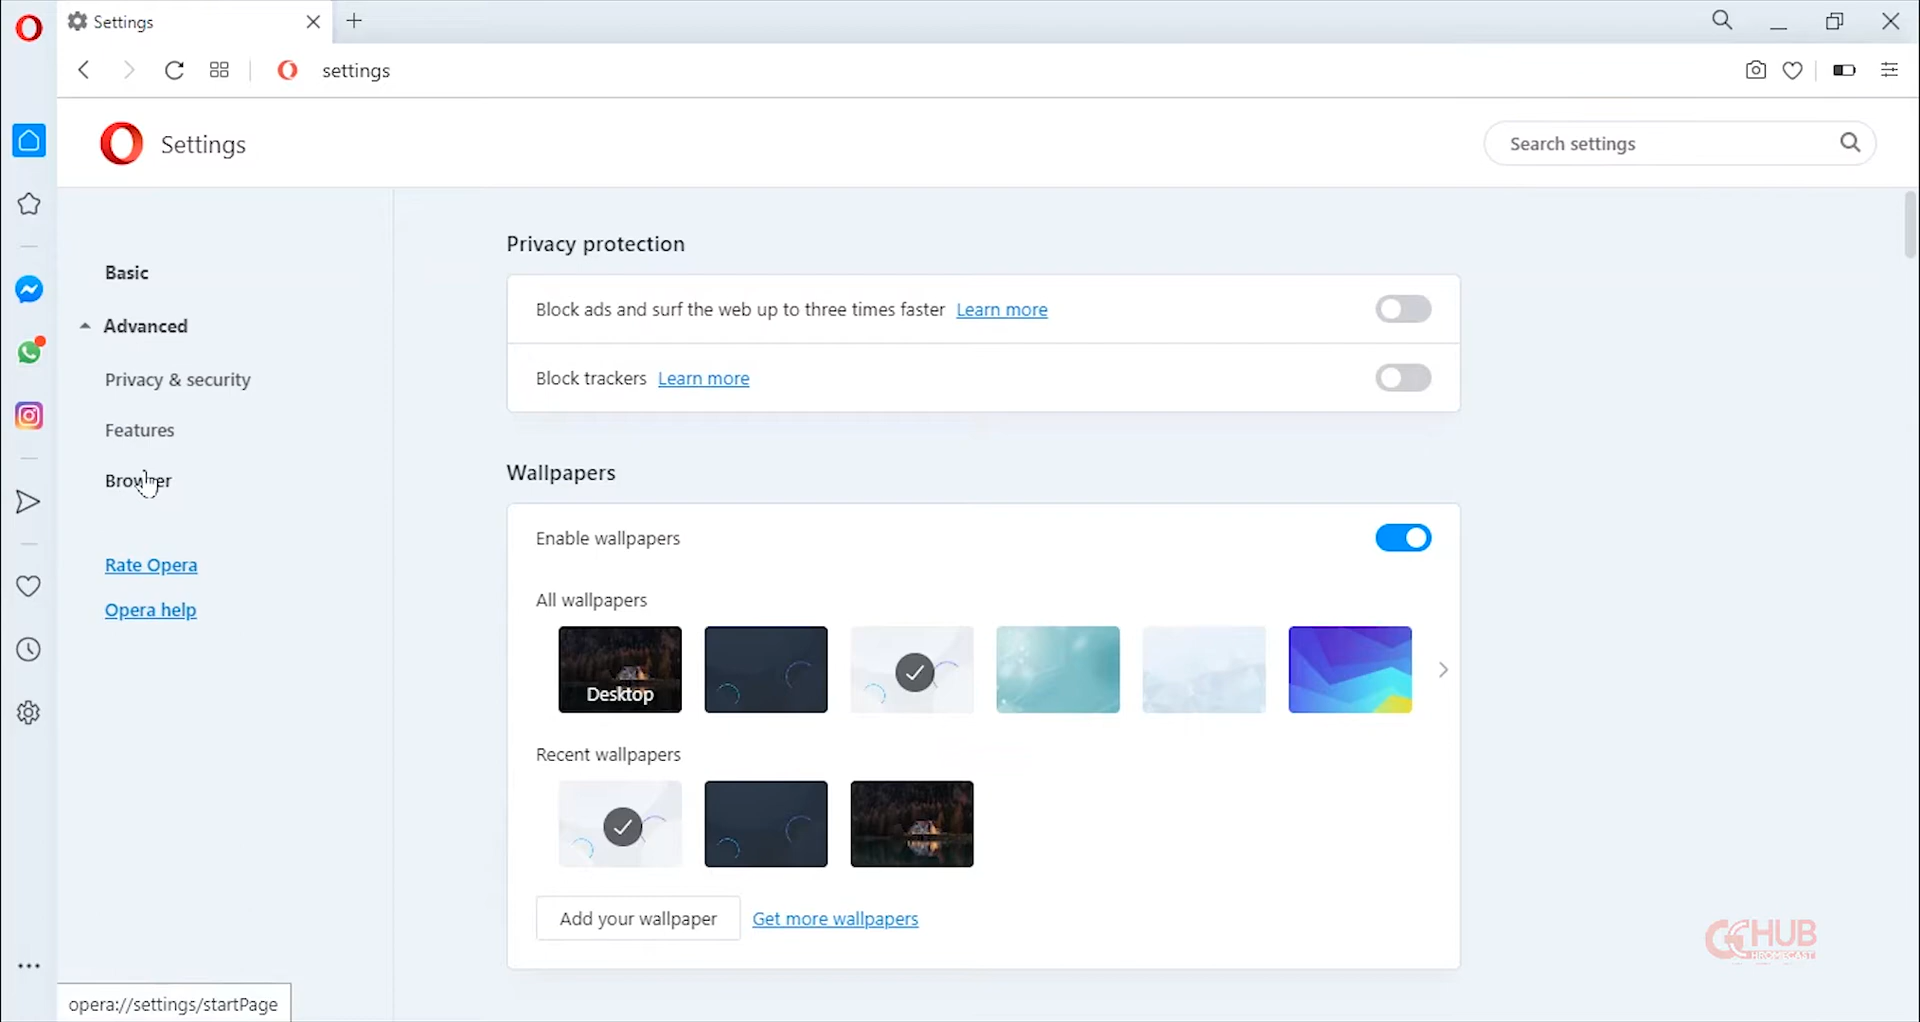 Settings
settings
Settings
Search settings
Basic
Advanced
Privacy & security
Features
Browser
Rate Opera
Opera help
Privacy protection
Block ads and surf the web up to three times faster Learn more
Block trackers Learn more
Wallpapers
Enable wallpapers
All wallpapers
Desktop
Recent wallpapers
Add your wallpaper
Get more wallpapers
HUB
CHROMECAST
opera://settings/startPage